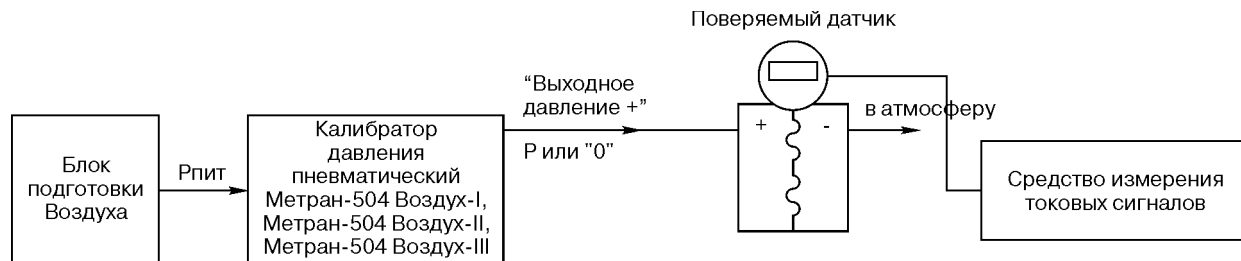 Поверяемый датчик
“Выходное
давление +”
Р или "0"
+
-
в атмосферу
Блок
подготовки
Воздуха
Рпит
Калибратор
давления
пневматический
Метран-504 Воздух-I,
Метран-504 Воздух-II,
Метран-504 Воздух-III
Средство измерения
токовых сигналов